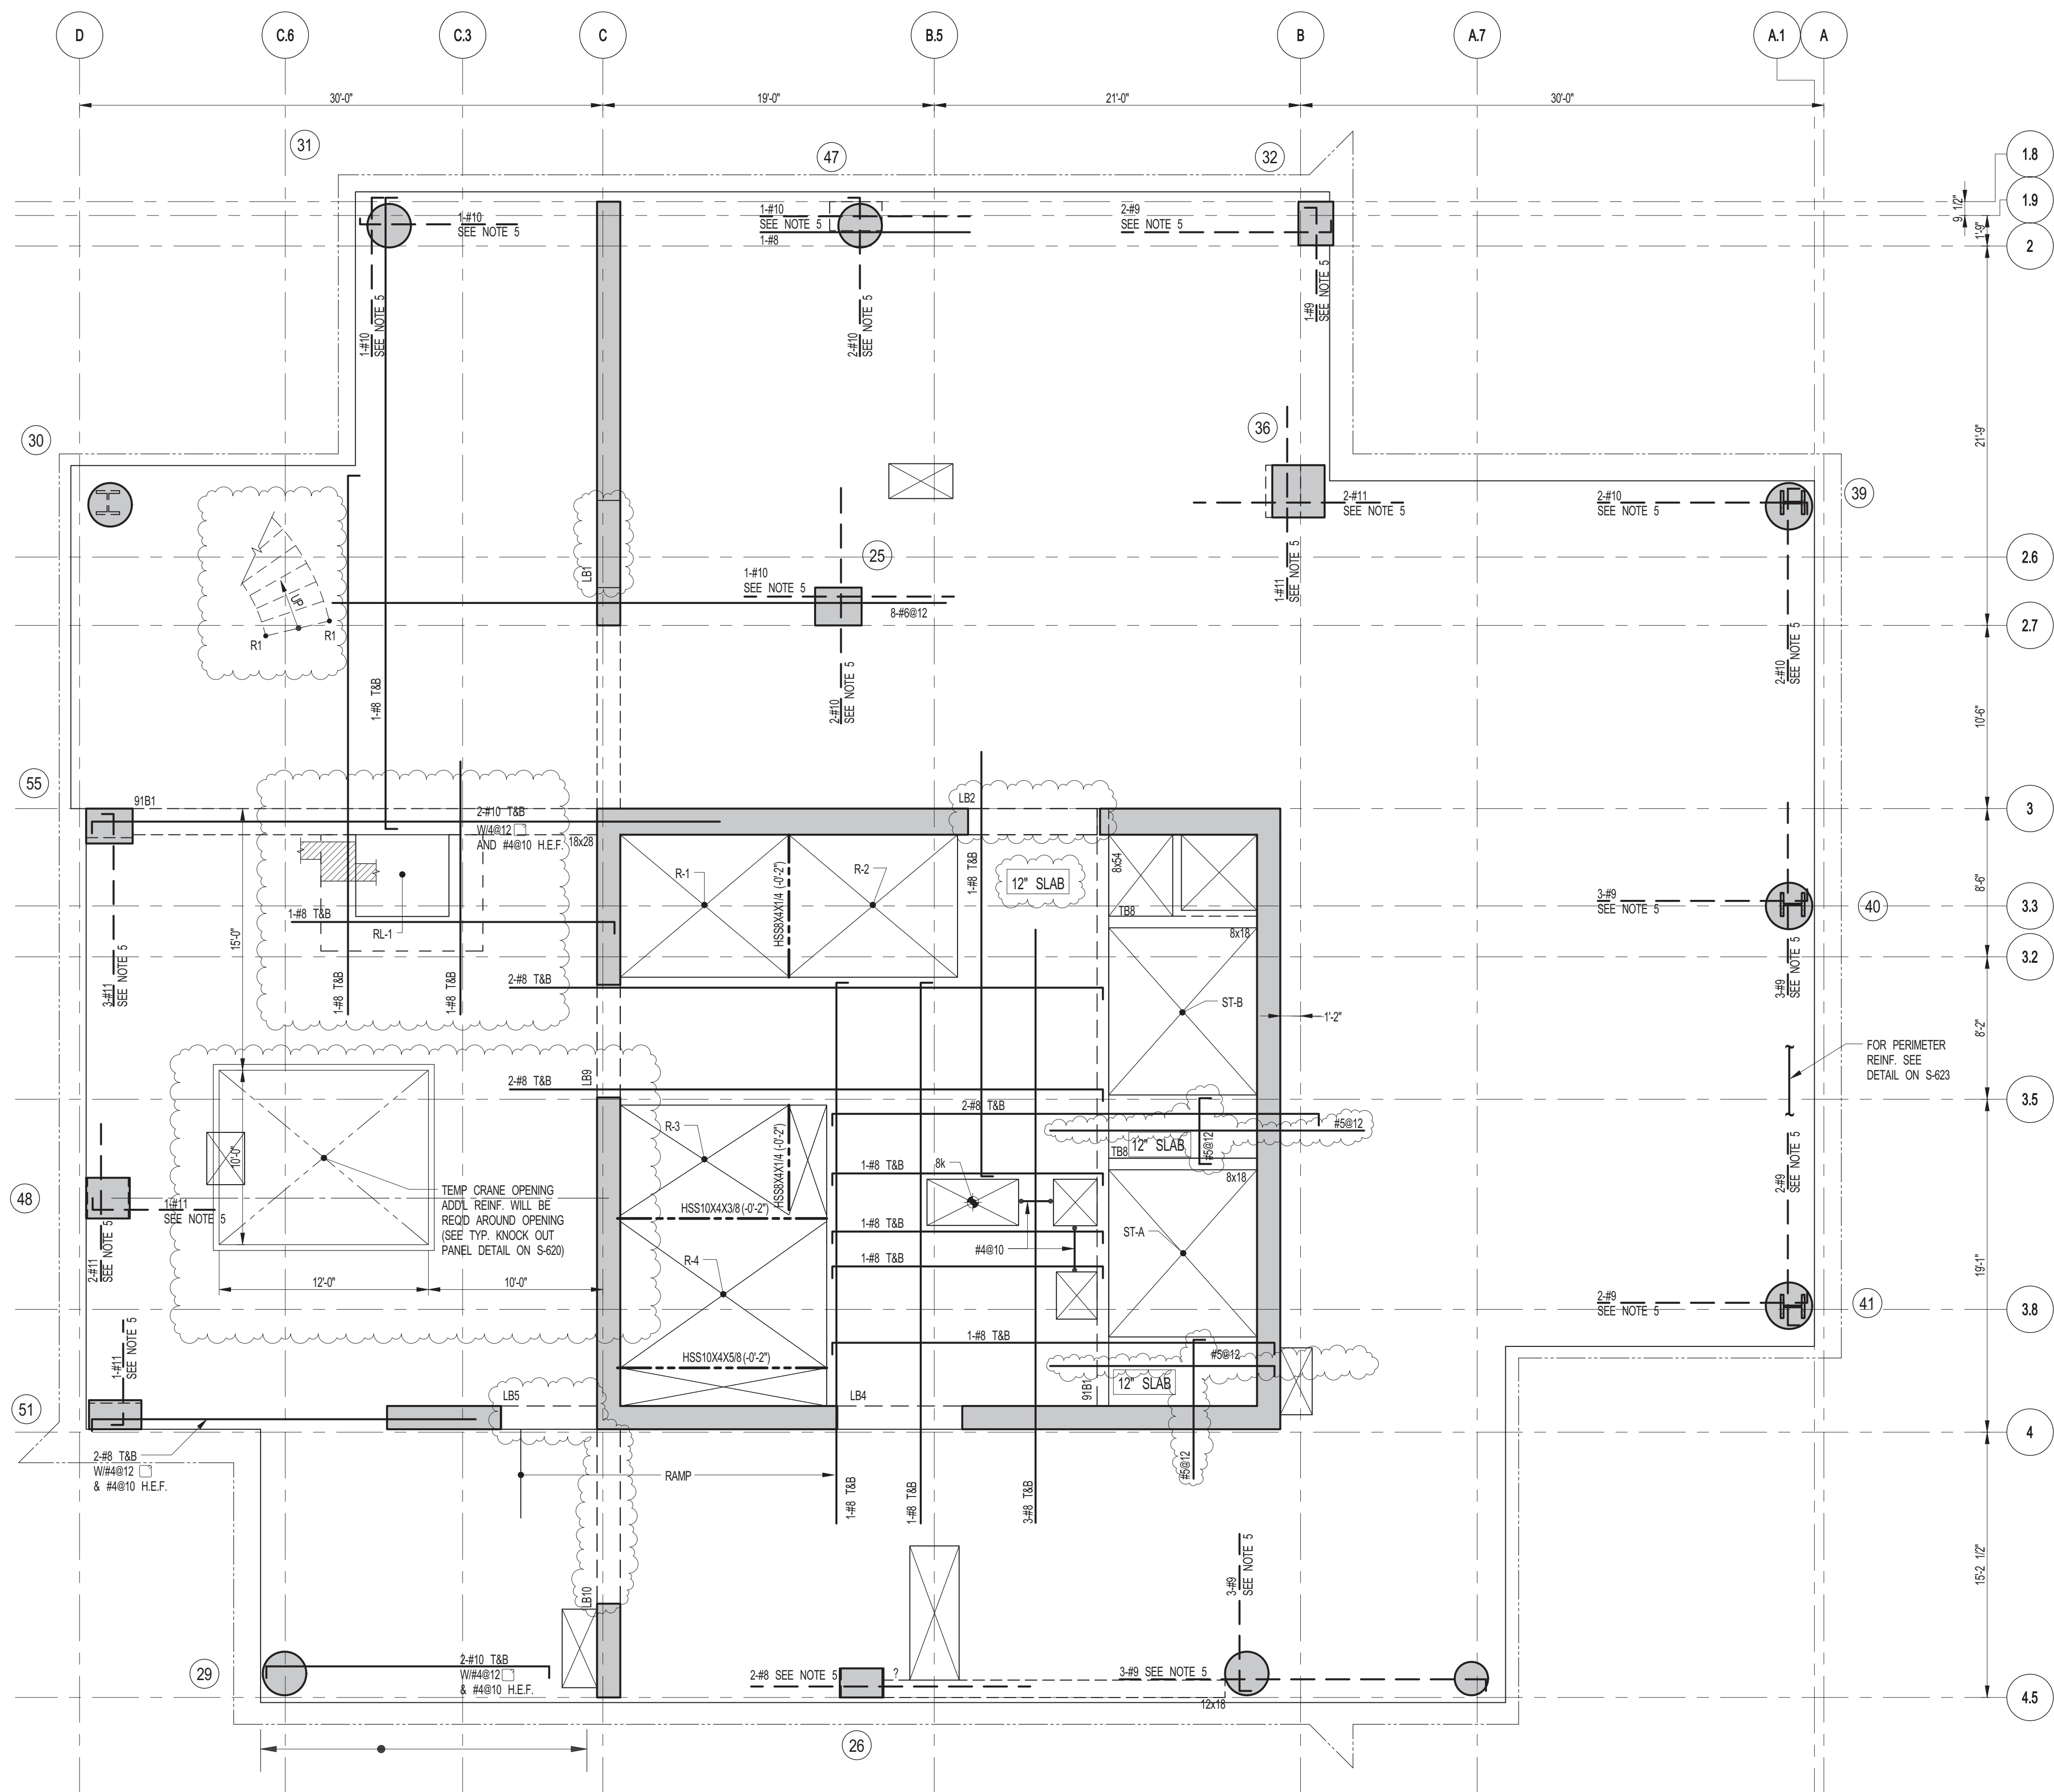 D
C.6
C.3
C
B.5
B
A.7
A.1
A
30'-0"
19'-0"
21'-0"
30'-0"
31
47
32
1.8
1.9
2
9 1/2"
1'-9"
1-#10
SEE NOTE 5
1-#10
SEE NOTE 5
1-#8
2-#9
SEE NOTE 5
1-#10
SEE NOTE 5
2-#10
SEE NOTE 5
1-#9
SEE NOTE 5
30
36
21'-9"
2-#11
SEE NOTE 5
2-#10
SEE NOTE 5
39
25
LB1
1-#10
SEE NOTE 5
8-#6@12
1-#11
SEE NOTE 5
2.6
UP
R1
R1
2.7
1-#8 T&B
2-#10
SEE NOTE 5
2-#10
SEE NOTE 5
10'-6"
55
91B1
2-#10 T&B
W/4@12
AND #4@10 H.E.F.
18x28
LB2
3
R-1
R-2
HSS8X4X1/4 (-0'-2")
1-#8 T&B
12" SLAB
8x54
TB8
8x18
8'-6"
3-#9
SEE NOTE 5
40
3.3
1-#8 T&B
RL-1
15'-0"
3-#11
SEE NOTE 5
1-#8 T&B
1-#8 T&B
2-#8 T&B
ST-B
1'-2"
3-#9
SEE NOTE 5
3.2
8'-2"
FOR PERIMETER
REINF. SEE
DETAIL ON S-623
2-#8 T&B
LB9
2-#8 T&B
#5@12
3.5
R-3
HSS8X4X1/4 (-0'-2")
12" SLAB
TB8
#5@12
8x18
10'-0"
1-#8 T&B
8k
2-#9
SEE NOTE 5
48
1-#11
SEE NOTE 5
TEMP CRANE OPENING
ADD'L REINF. WILL BE
REQ'D AROUND OPENING
(SEE TYP. KNOCK OUT
PANEL DETAIL ON S-620)
HSS10X4X3/8 (-0'-2")
1-#8 T&B
ST-A
#4@10
2-#11
SEE NOTE 5
R-4
1-#8 T&B
12'-0"
10'-0"
19'-1"
2-#9
SEE NOTE 5
41
3.8
1-#11
SEE NOTE 5
1-#8 T&B
HSS10X4X5/8 (-0'-2")
#5@12
12" SLAB
91B1
51
LB5
LB4
4
2-#8 T&B
W/#4@12
& #4@10 H.E.F.
RAMP
#5@12
1-#8 T&B
1-#8 T&B
3-#8 T&B
15'-2 1/2"
LB10
3-#9
SEE NOTE 5
29
2-#10 T&B
W/#4@12
& #4@10 H.E.F.
2-#8 SEE NOTE 5
?
3-#9 SEE NOTE 5
12x18
4.5
26